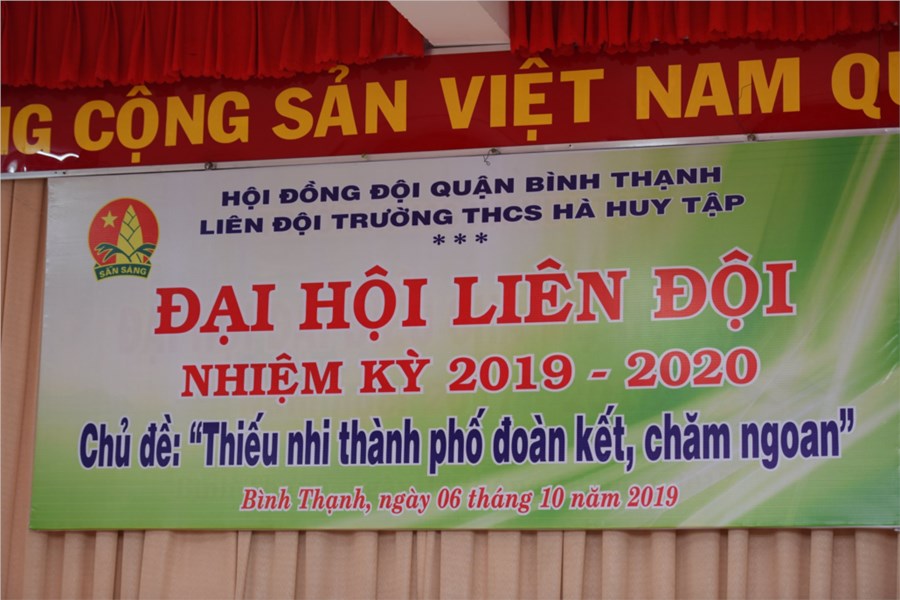 NG CỘNG SẢN VIỆT NAM QU
HỘI ĐỒNG ĐỘI QUẬN BÌNH THẠNH
LIÊN ĐỘI TRƯỜNG THCS HÀ HUY TẬP
***
SẴN SÀNG
ĐẠI HỘI LIÊN ĐỘI
NHIỆM KỲ 2019 - 2020
Chủ đề: “Thiếu nhi thành phố đoàn kết, chăm ngoan”
Bình Thạnh, ngày 06 tháng 10 năm 2019